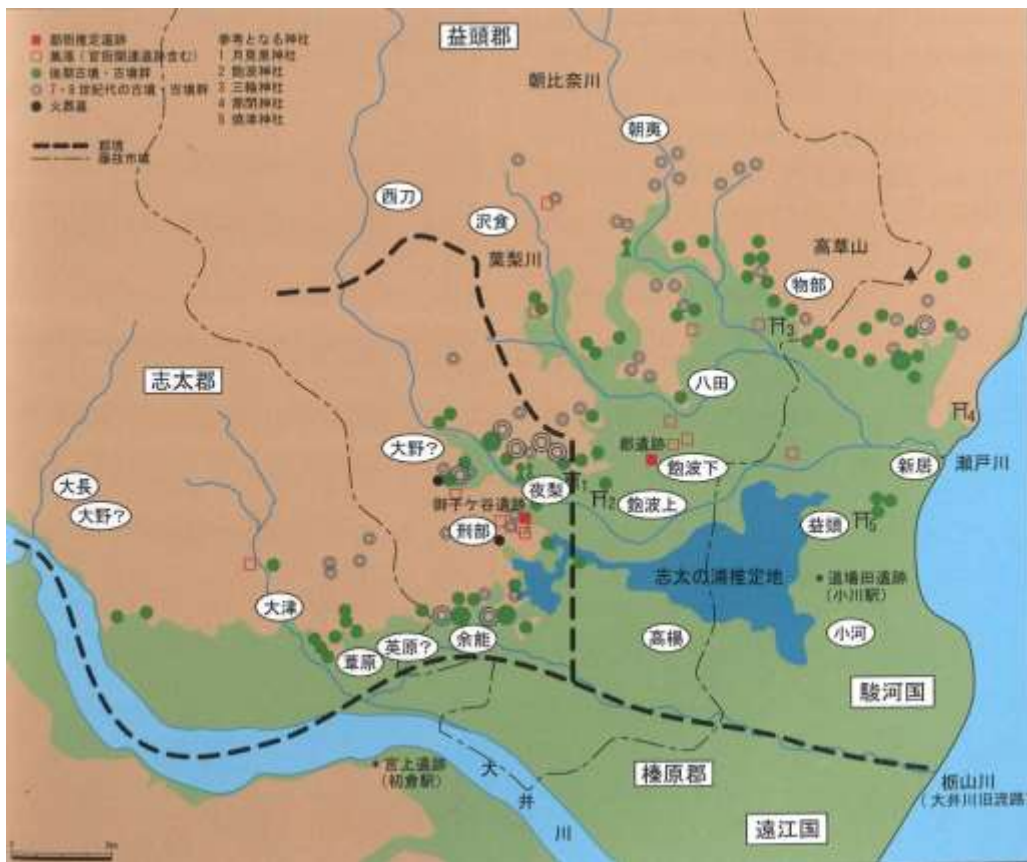 郡衙推定遺跡
集落（官衙関連遺跡含む）
後期古墳・古墳群
7・8世紀代の古墳・古墳群
火葬墓
郡境
藤枝市境
参考となる神社
1 月見里神社
2 飽波神社
3 三輪神社
4 那閉神社
5 焼津神社
益頭郡
朝比奈川
朝夷
西刀
沢食
葉梨川
高草山
物部
3
志太郡
八田
4
大野？
郡遺跡
飽波下
新居
瀬戸川
大長
大野？
夜梨
1
2
飽波上
御子ケ谷遺跡
刑部
益頭
5
志太の浦推定地
道場田遺跡
（小川駅）
大津
小河
高楊
余能
英原？
葦原
駿河国
宮上遺跡
（初倉駅）
大井川
榛原郡
栃山川
（大井川旧流路）
遠江国